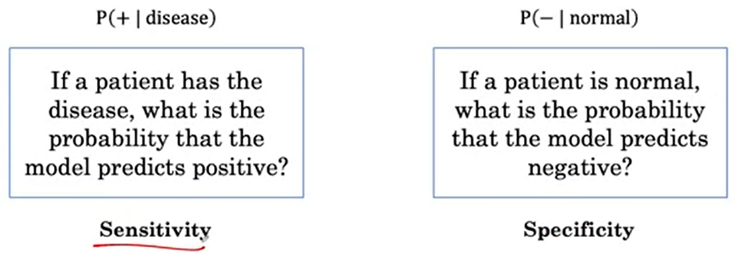 P(+ | disease)
If a patient has the
disease, what is the
probability that the
model predicts positive?
Sensitivity
P(− | normal)
If a patient is normal,
what is the probability
that the model predicts
negative?
Specificity